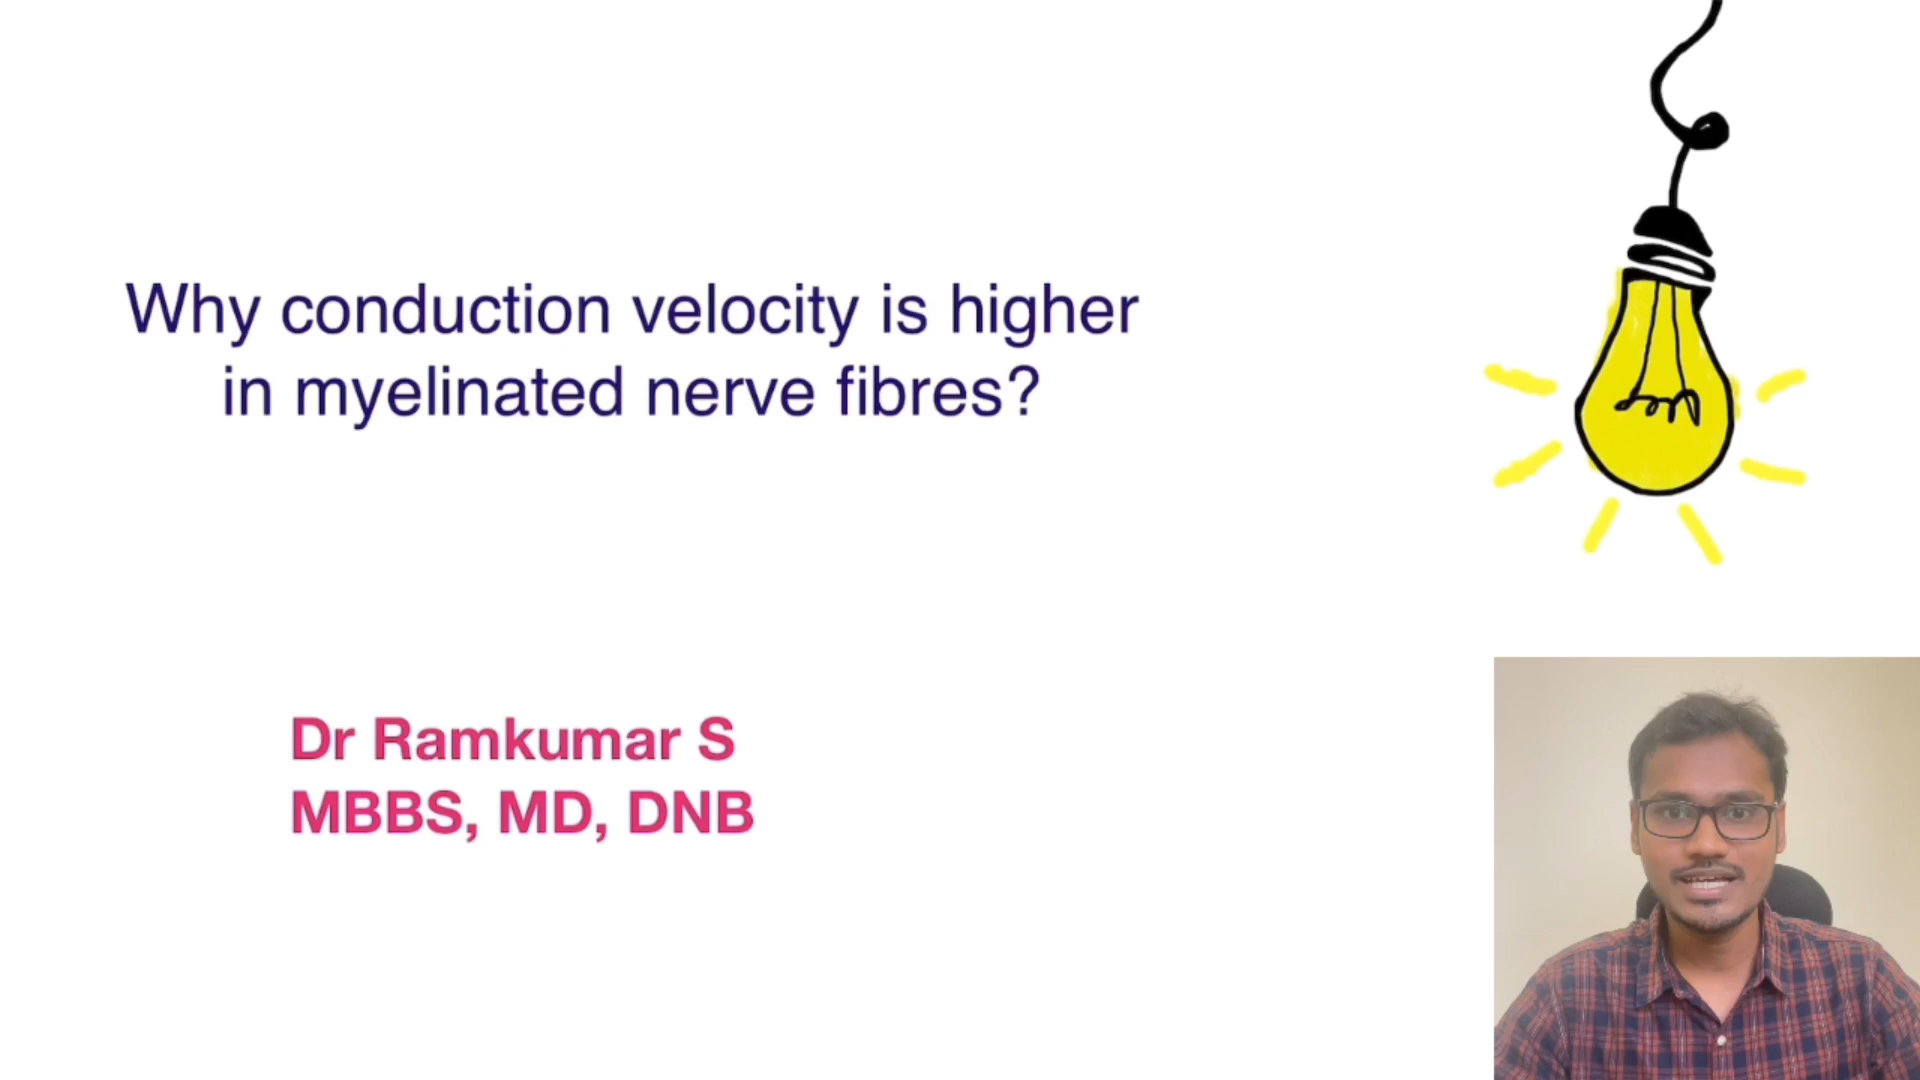 Why conduction velocity is higher
in myelinated nerve fibres?
Dr Ramkumar S
MBBS, MD, DNB